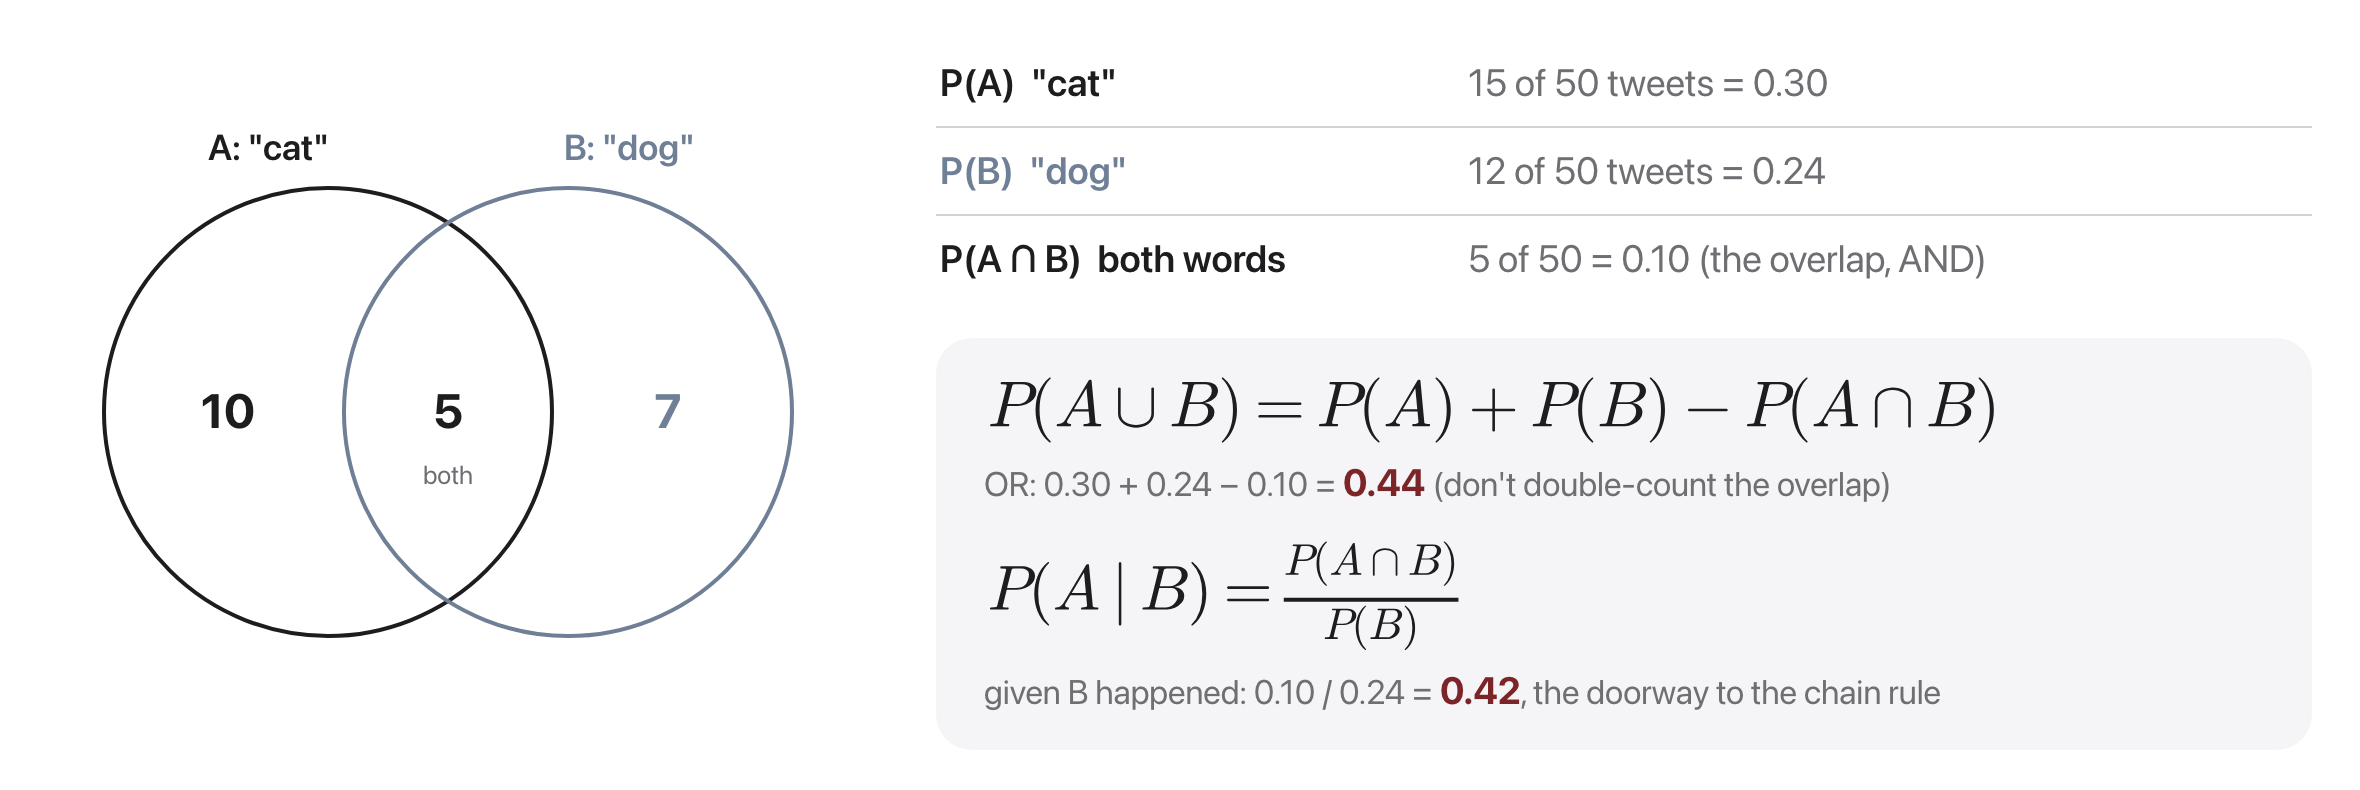 A: "cat"
B: "dog"
10
5
7
both
P(A) "cat"
15 of 50 tweets = 0.30
P(B) "dog"
12 of 50 tweets = 0.24
P(A ∩ B) both words
5 of 50 = 0.10 (the overlap, AND)
P(A ∪ B) = P(A) + P(B) − P(A ∩ B)
OR: 0.30 + 0.24 − 0.10 = 0.44 (don't double-count the overlap)
P(A | B) = P(A ∩ B) / P(B)
given B happened: 0.10 / 0.24 = 0.42, the doorway to the chain rule